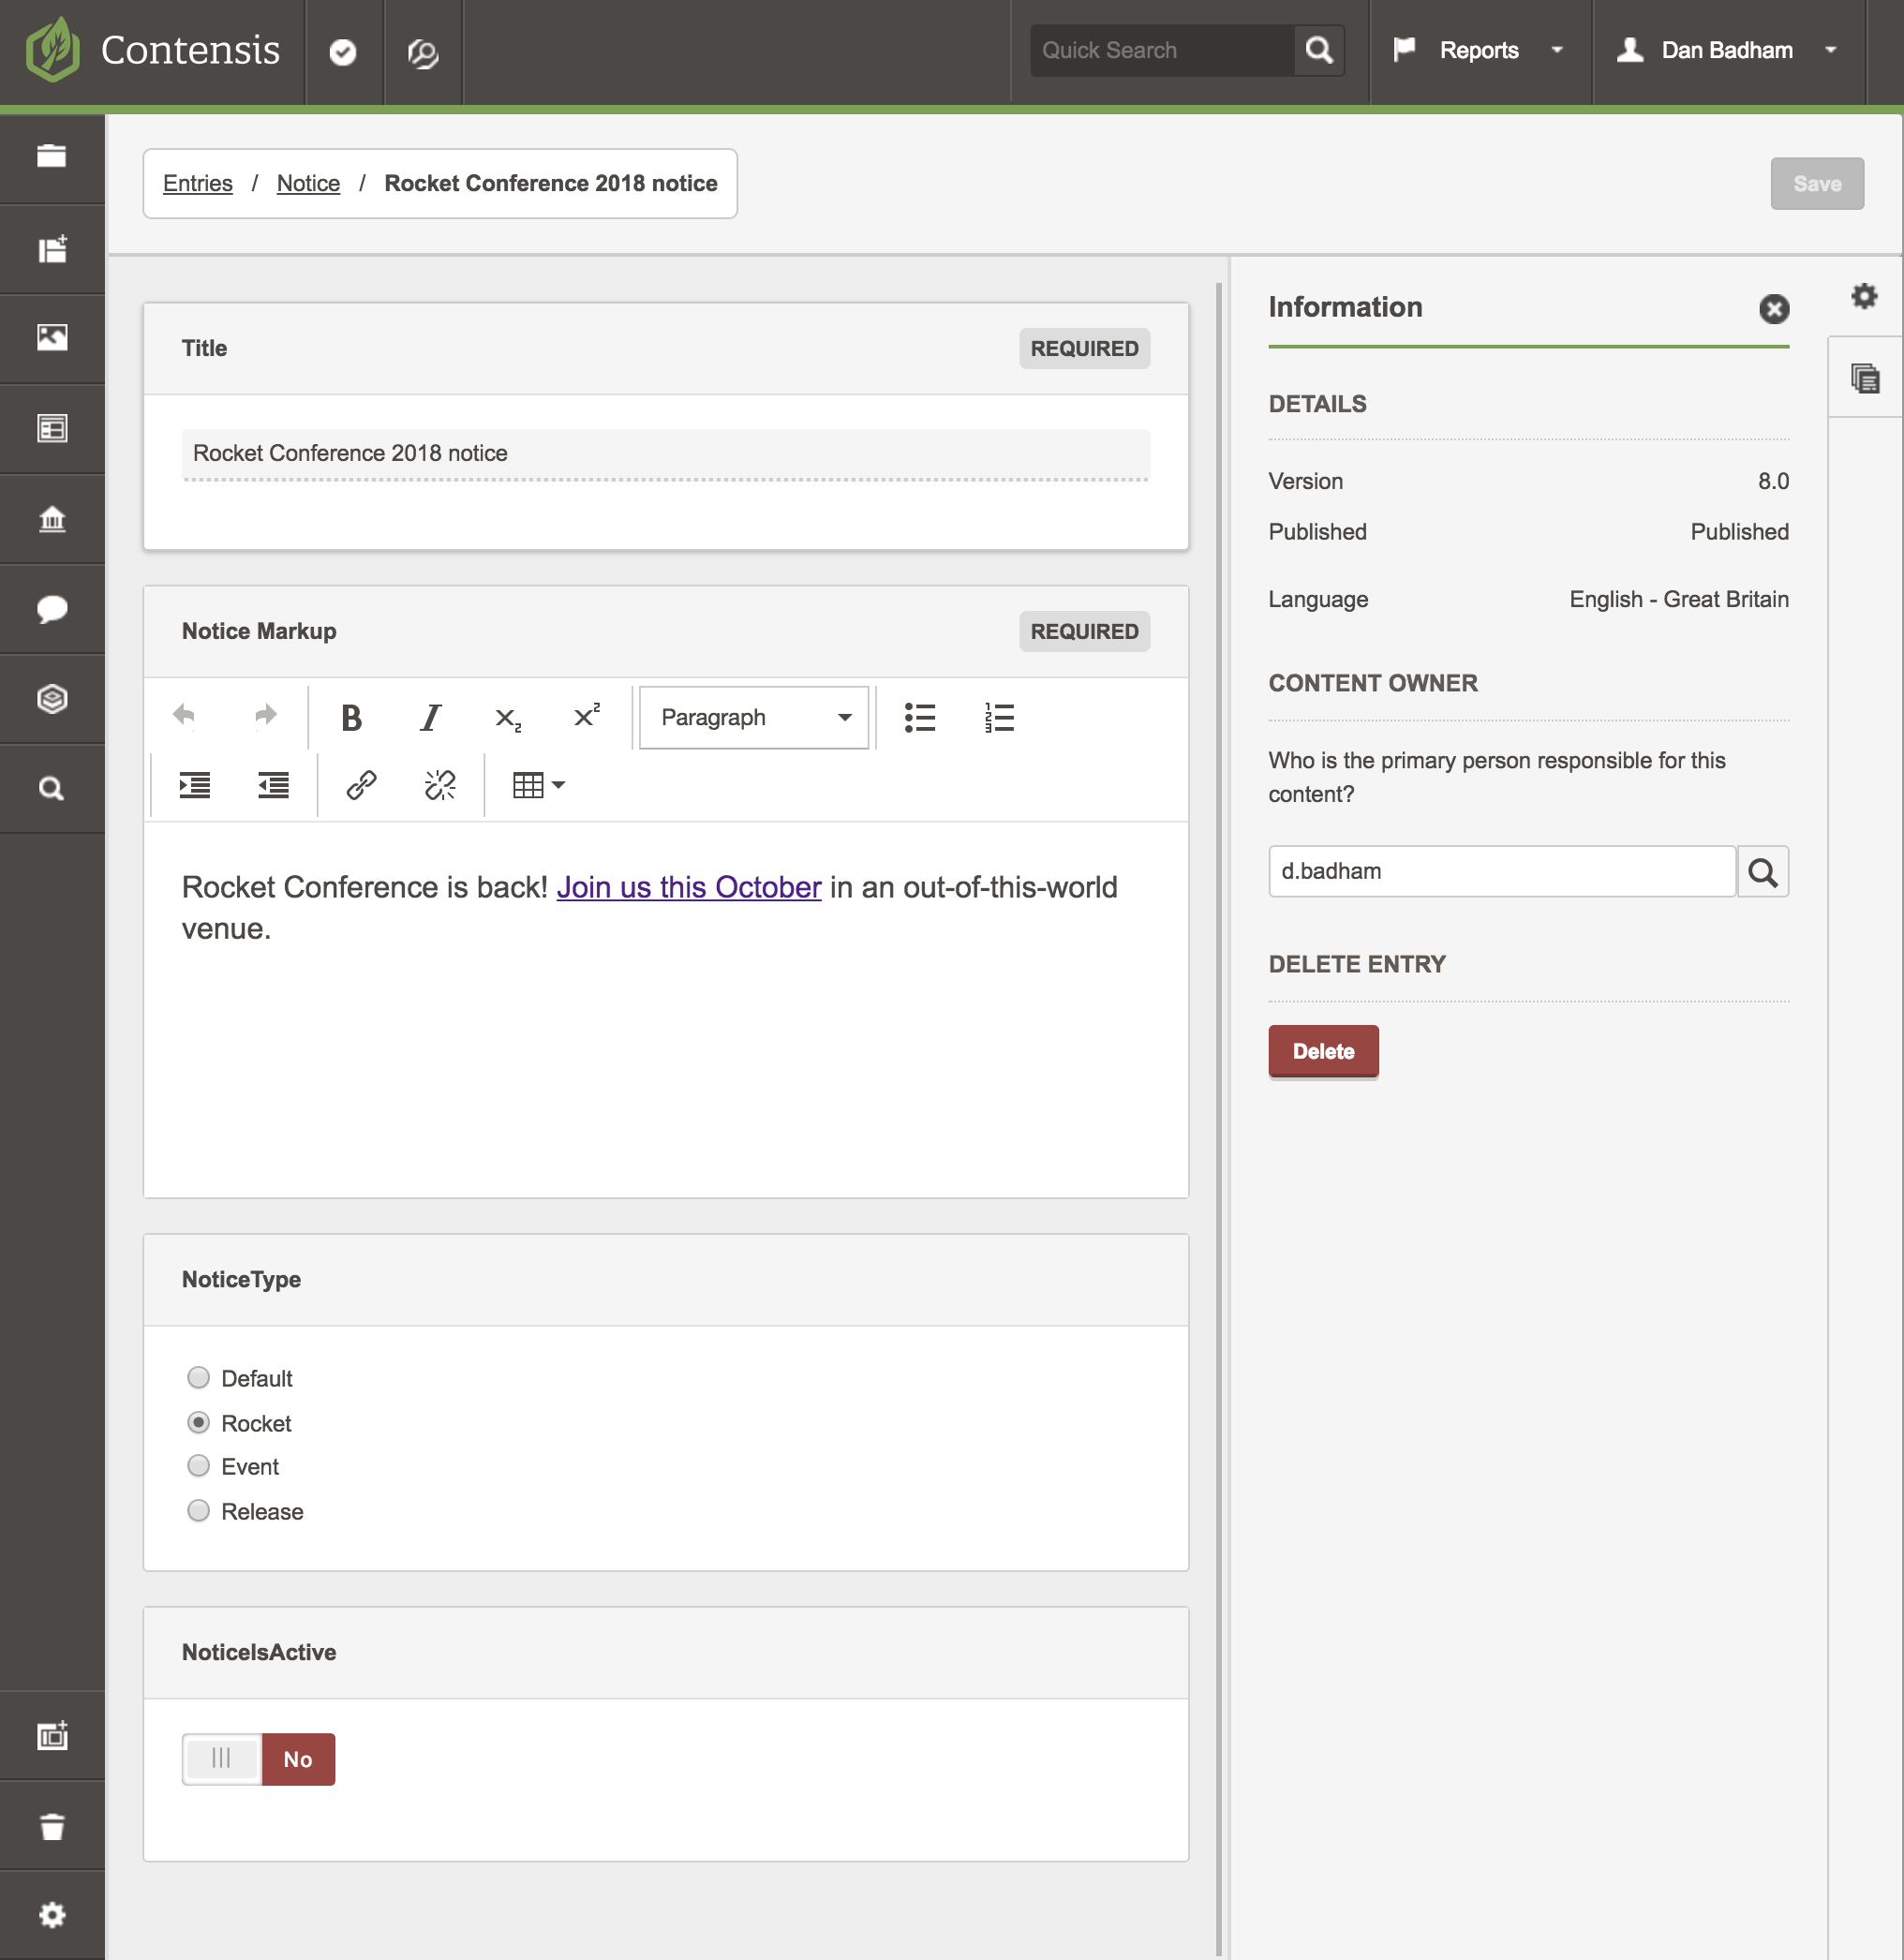 Contensis
Quick Search
Reports
Dan Badham
Entries / Notice / Rocket Conference 2018 notice
Save
Title
REQUIRED
Rocket Conference 2018 notice
Notice Markup
REQUIRED
B I X2 X2 Paragraph
Rocket Conference is back! Join us this October in an out-of-this-world
venue.
NoticeType
Default
Rocket
Event
Release
NoticeIsActive
No
Information
DETAILS
Version 8.0
Published Published
Language English - Great Britain
CONTENT OWNER
Who is the primary person responsible for this
content?
d.badham
DELETE ENTRY
Delete